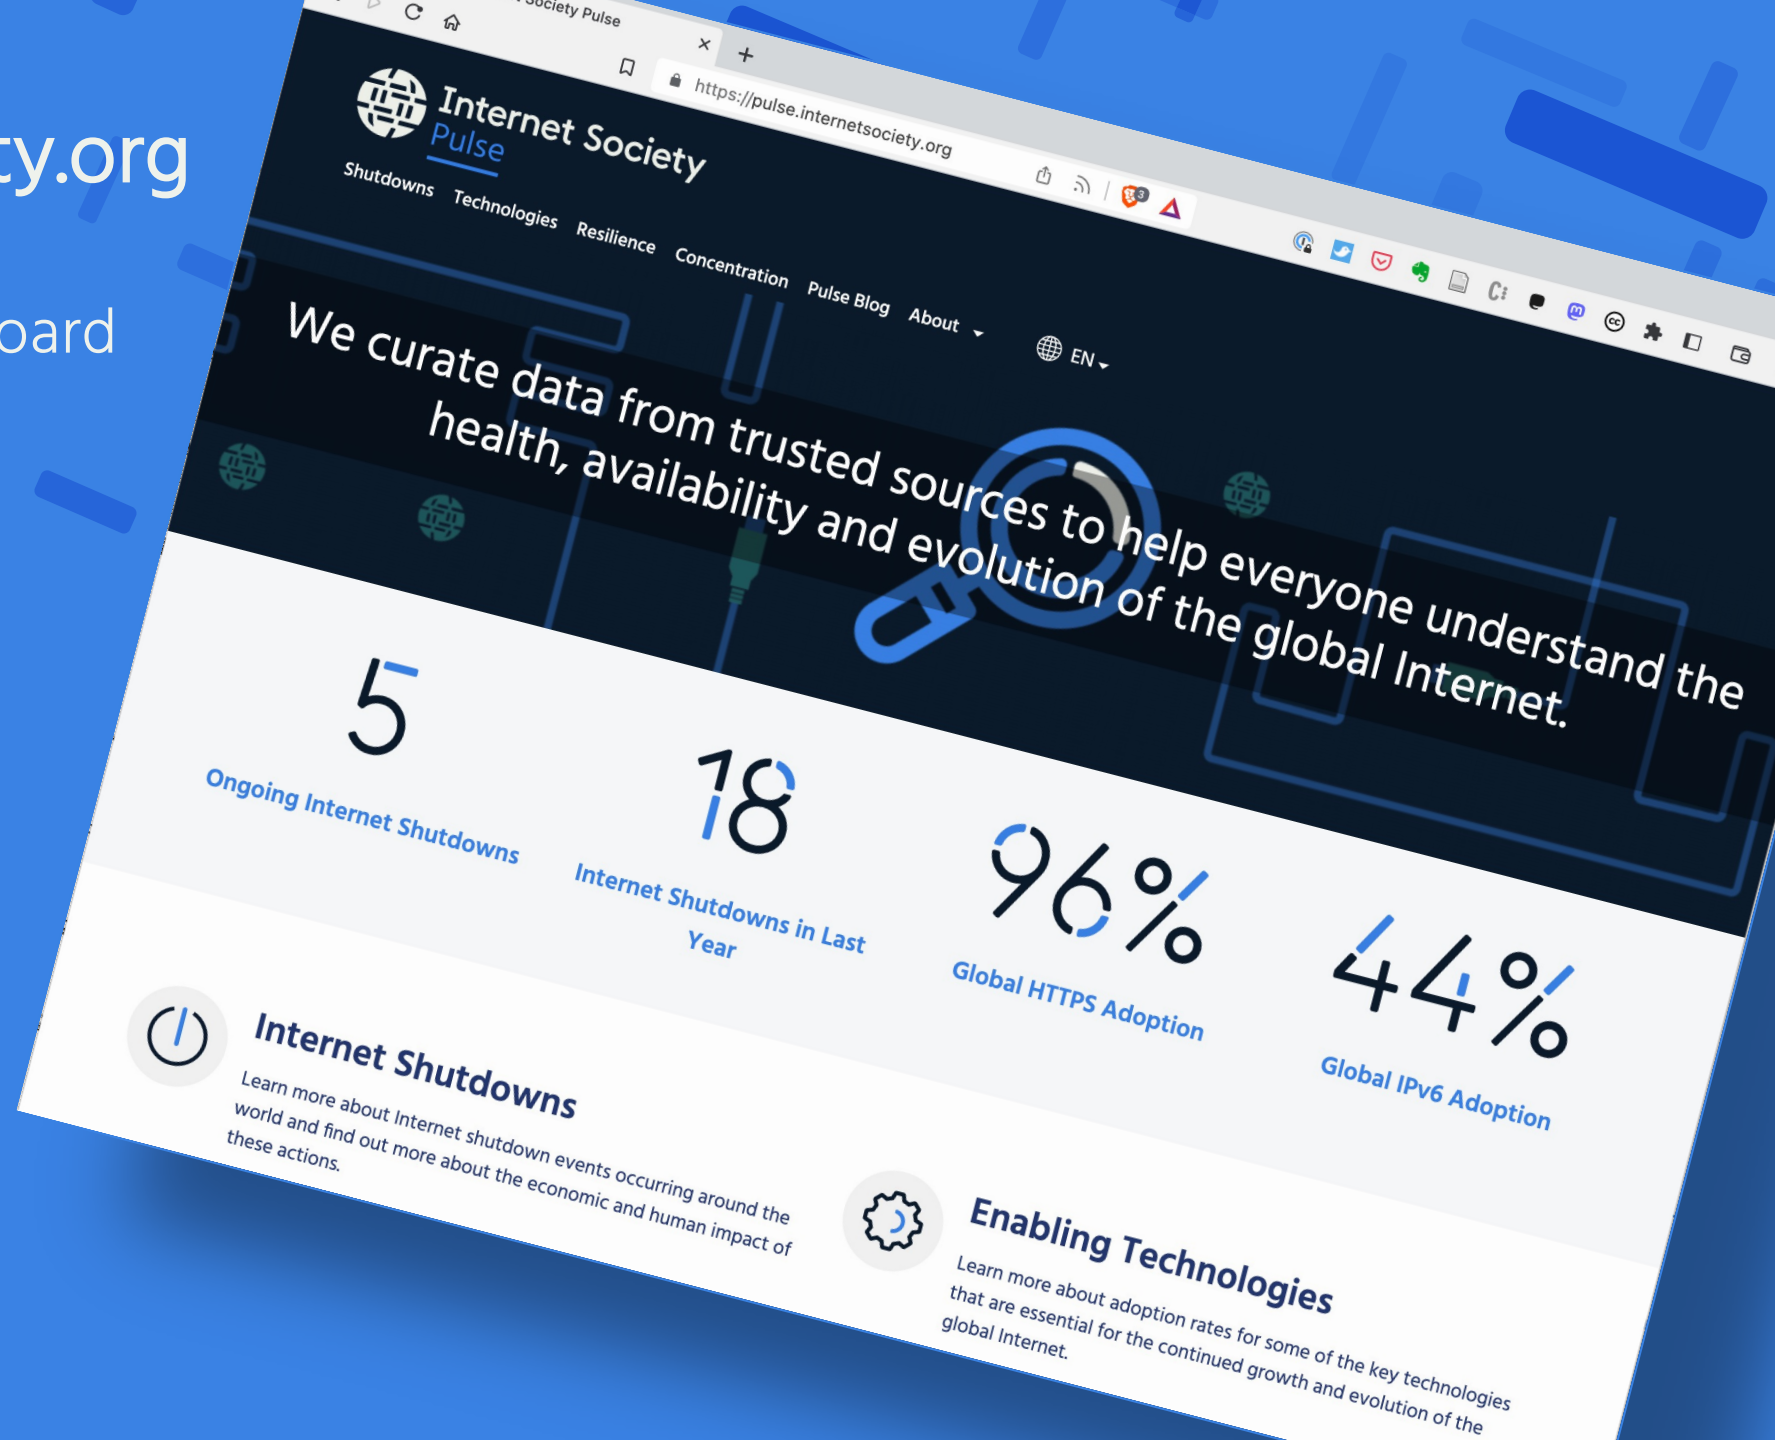 ty.org
oard
Society Pulse
https://pulse.internetsociety.org
3
Internet Society
Pulse
Shutdowns Technologies Resilience Concentration Pulse Blog About EN
We curate data from trusted sources to help everyone understand the
health, availability and evolution of the global Internet.
5
Ongoing Internet Shutdowns
18
Internet Shutdowns in Last
Year
96%
Global HTTPS Adoption
44%
Global IPv6 Adoption
Internet Shutdowns
Learn more about Internet shutdown events occurring around the
world and find out more about the economic and human impact of
these actions.
Enabling Technologies
Learn more about adoption rates for some of the key technologies
that are essential for the continued growth and evolution of the
global Internet.